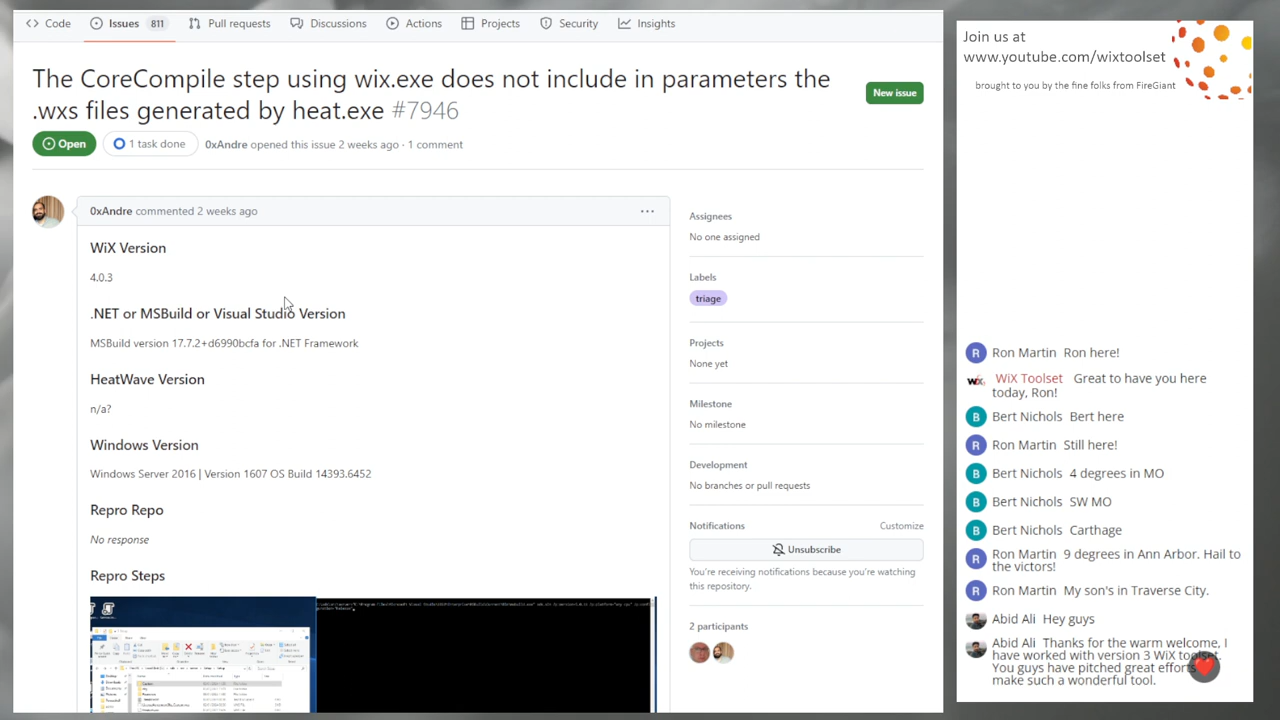 Code
Issues 811
Pull requests
Discussions
Actions
Projects
Security
Insights
The CoreCompile step using wix.exe does not include in parameters the
.wxs files generated by heat.exe #7946
New issue
Open
1 task done
0xAndre opened this issue 2 weeks ago · 1 comment
0xAndre commented 2 weeks ago
WiX Version
4.0.3
.NET or MSBuild or Visual Studio Version
MSBuild version 17.7.2+d6990bcfa for .NET Framework
HeatWave Version
n/a?
Windows Version
Windows Server 2016 | Version 1607 OS Build 14393.6452
Repro Repo
No response
Repro Steps
Assignees
No one assigned
Labels
triage
Projects
None yet
Milestone
No milestone
Development
No branches or pull requests
Notifications
Customize
Unsubscribe
You're receiving notifications because you're watching
this repository.
2 participants
Join us at
www.youtube.com/wixtoolset
brought to you by the fine folks from FireGiant
R Ron Martin Ron here!
WiX WiX Toolset Great to have you here
today, Ron!
B Bert Nichols Bert here
R Ron Martin Still here!
B Bert Nichols 4 degrees in MO
B Bert Nichols SW MO
B Bert Nichols Carthage
R Ron Martin 9 degrees in Ann Arbor. Hail to
the victors!
R Ron Martin My son's in Traverse City.
Abid Ali Hey guys
Abid Ali Thanks for the warm welcome, I
have worked with version 3 WiX toolset.
You guys have pitched great efforts
make such a wonderful tool.